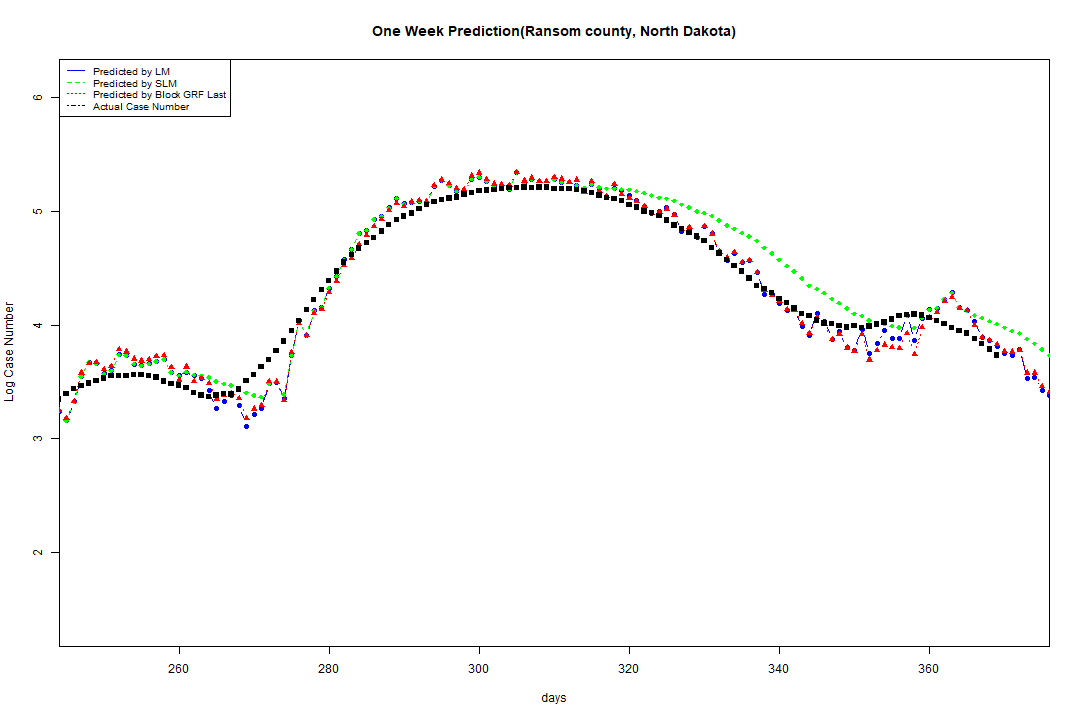 One Week Prediction(Ransom county, North Dakota)
Predicted by LM
Predicted by SLM
Predicted by Block GRF Last
Actual Case Number
6
5
4
3
2
Log Case Number
260 280 300 320 340 360
days